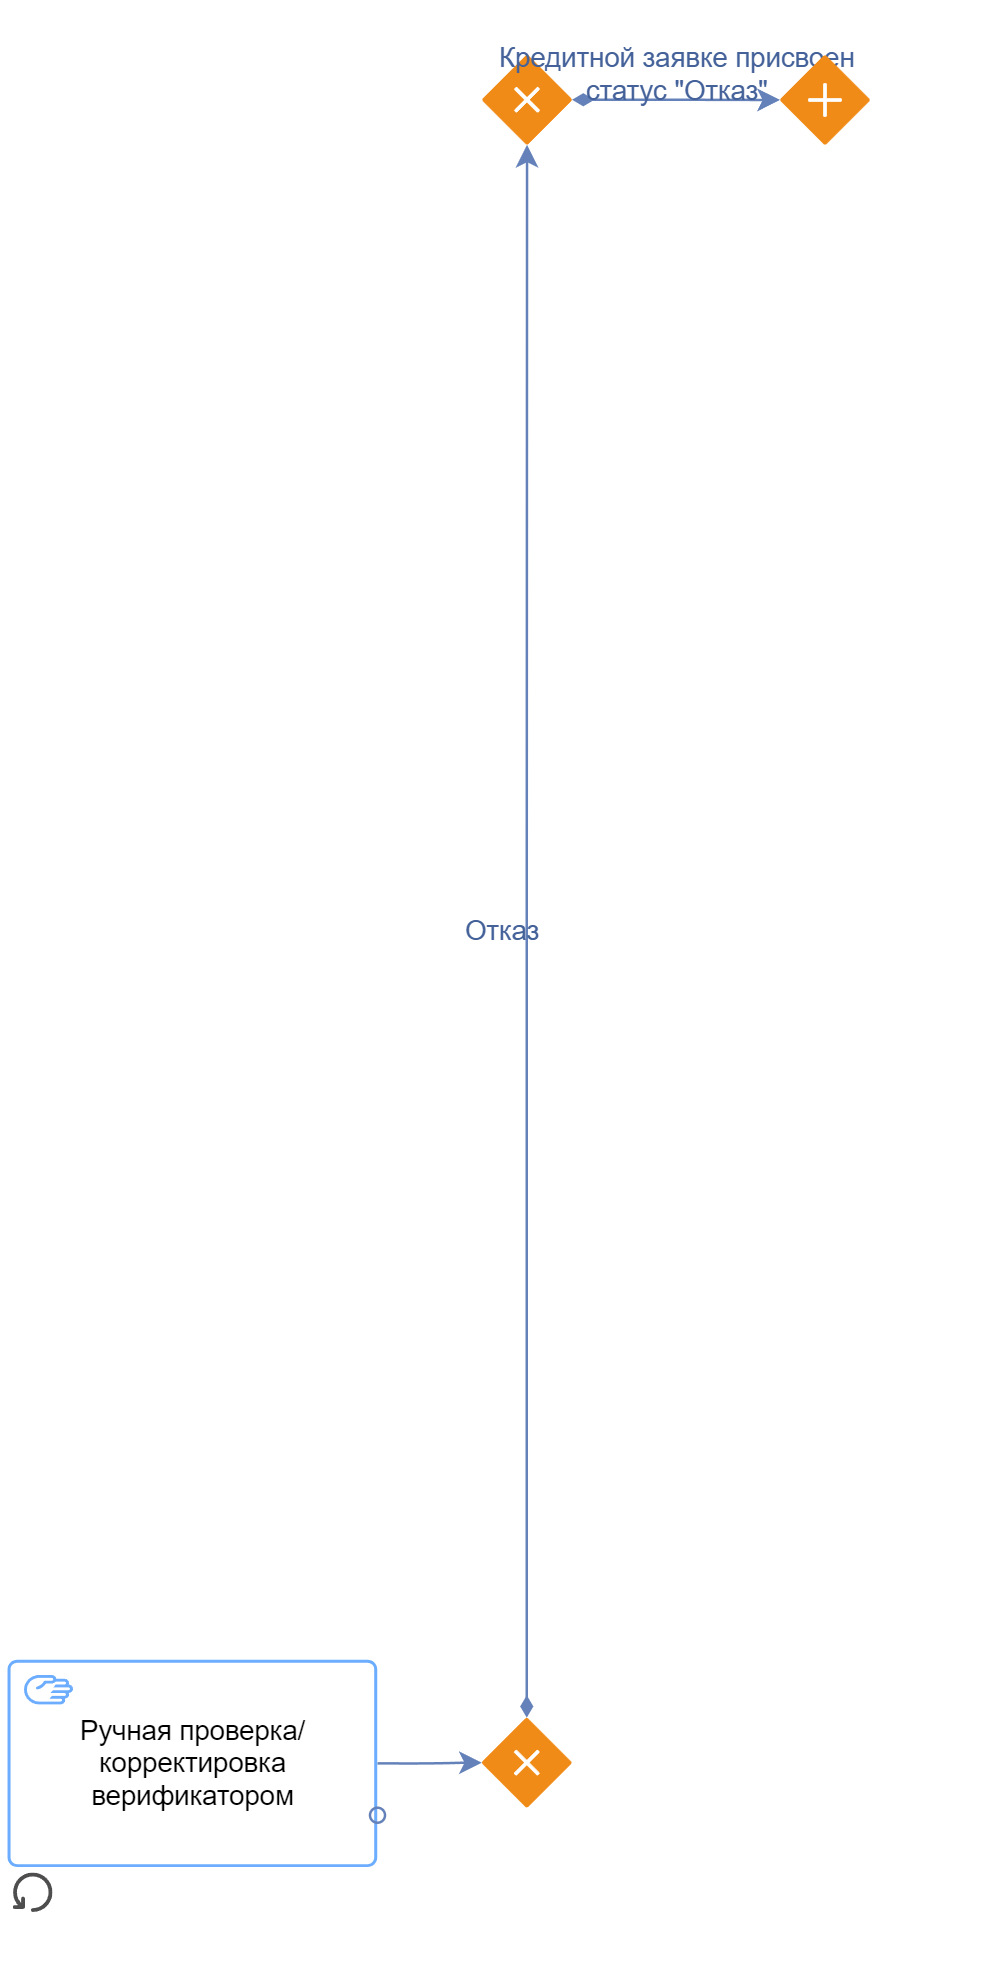 Кредитной заявке присвоен
статус "Отказ"
Отказ
Ручная проверка/
корректировка
верификатором